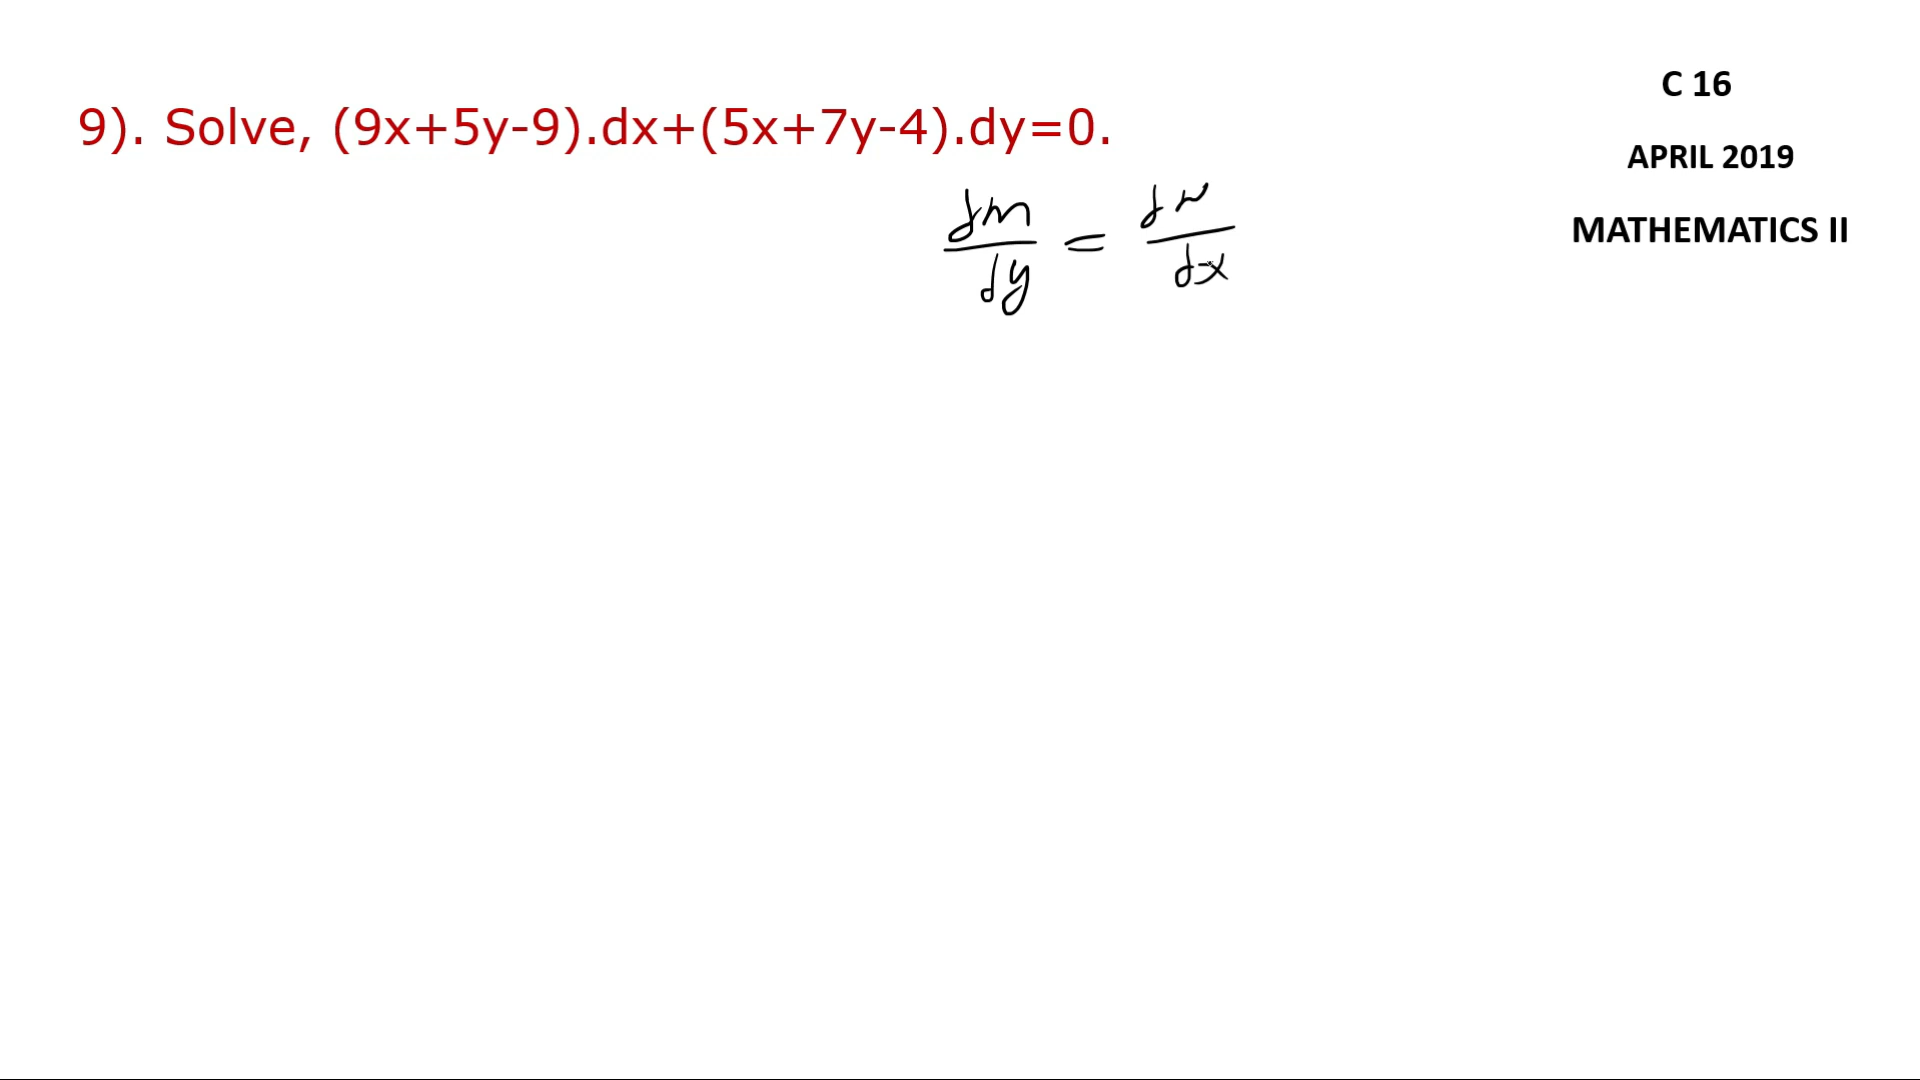 C 16
9). Solve, (9x+5y-9).dx+(5x+7y-4).dy=0.
APRIL 2019
MATHEMATICS II
dm/dy = dN/dx